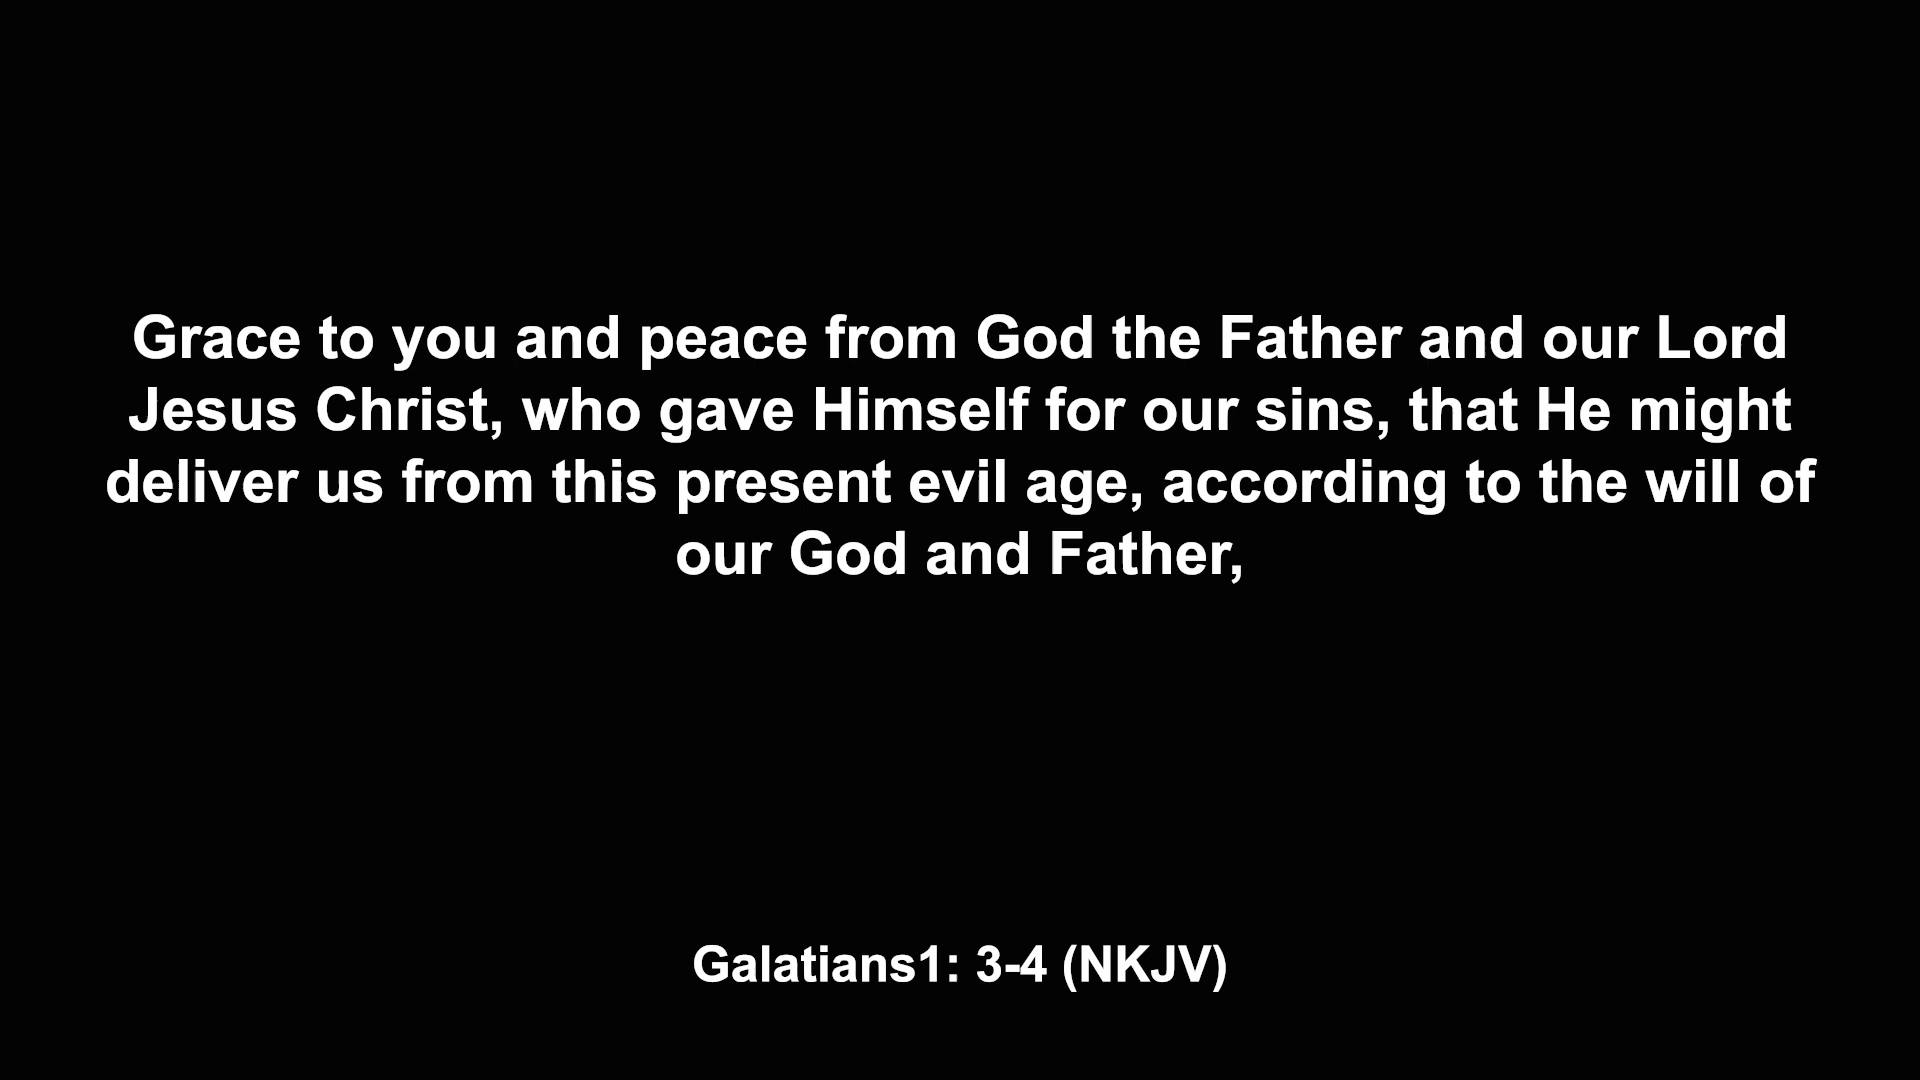 Grace to you and peace from God the Father and our Lord
Jesus Christ, who gave Himself for our sins, that He might
deliver us from this present evil age, according to the will of
our God and Father,
Galatians1: 3-4 (NKJV)